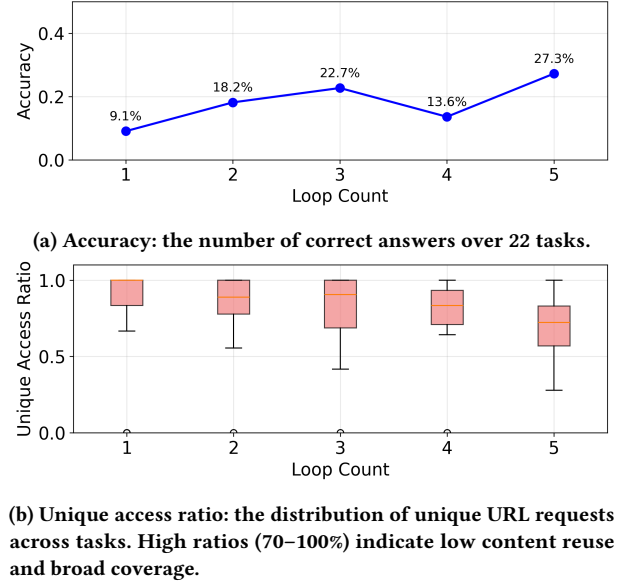 0.4
0.2
0.0
Accuracy
9.1%
18.2%
22.7%
13.6%
27.3%
1 2 3 4 5
Loop Count
(a) Accuracy: the number of correct answers over 22 tasks.
1.0
0.5
0.0
Unique Access Ratio
1 2 3 4 5
Loop Count
(b) Unique access ratio: the distribution of unique URL requests
across tasks. High ratios (70–100%) indicate low content reuse
and broad coverage.